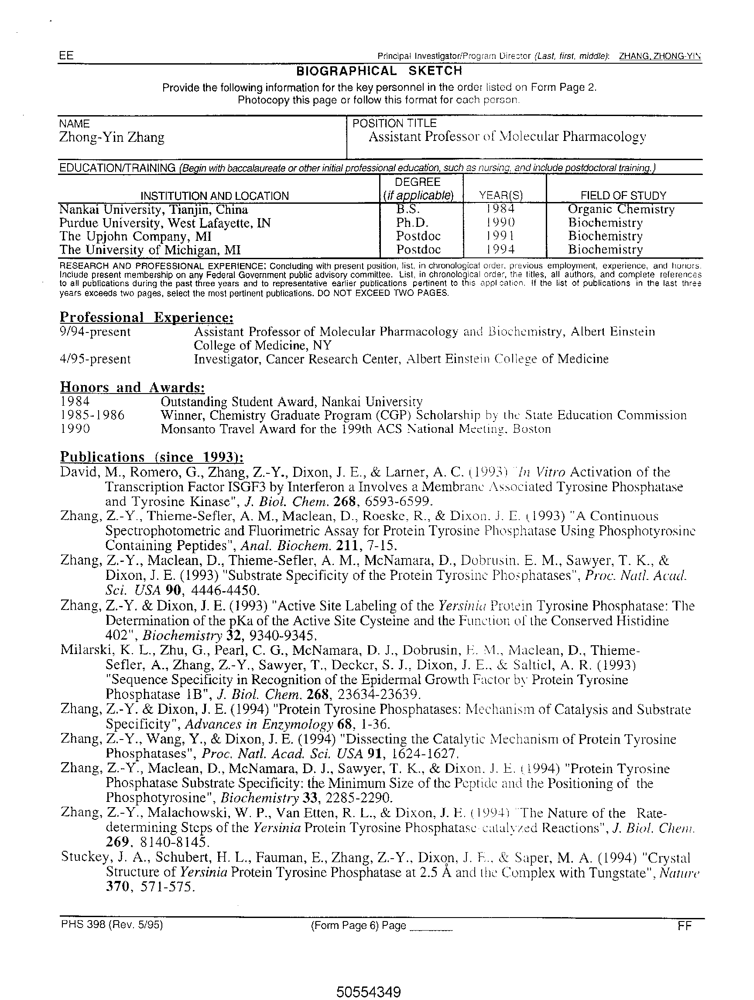 EE Principal Investigator/Program Director (Last, first, middle): ZHANG, ZHONG-YIN
BIOGRAPHICAL SKETCH
Provide the following information for the key personnel in the order listed on Form Page 2.
Photocopy this page or follow this format for each person.
NAME POSITION TITLE
Zhong-Yin Zhang Assistant Professor of Molecular Pharmacology
EDUCATION/TRAINING (Begin with baccalaureate or other initial professional education, such as nursing, and include postdoctoral training.)
INSTITUTION AND LOCATION DEGREE (if applicable) YEAR(S) FIELD OF STUDY
Nankai University, Tianjin, China B.S. 1984 Organic Chemistry
Purdue University, West Lafayette, IN Ph.D. 1990 Biochemistry
The Upjohn Company, MI Postdoc 1991 Biochemistry
The University of Michigan, MI Postdoc 1994 Biochemistry
RESEARCH AND PROFESSIONAL EXPERIENCE: Concluding with present position, list, in chronological order, previous employment, experience, and honors.
Include present membership on any Federal Government public advisory committee. List, in chronological order, the titles, all authors, and complete references
to all publications during the past three years and to representative earlier publications pertinent to this application. If the list of publications in the last three
years exceeds two pages, select the most pertinent publications. DO NOT EXCEED TWO PAGES.
Professional Experience:
9/94-present Assistant Professor of Molecular Pharmacology and Biochemistry, Albert Einstein
College of Medicine, NY
4/95-present Investigator, Cancer Research Center, Albert Einstein College of Medicine
Honors and Awards:
1984 Outstanding Student Award, Nankai University
1985-1986 Winner, Chemistry Graduate Program (CGP) Scholarship by the State Education Commission
1990 Monsanto Travel Award for the 199th ACS National Meeting, Boston
Publications (since 1993):
David, M., Romero, G., Zhang, Z.-Y., Dixon, J. E., & Larner, A. C. (1993) "In Vitro Activation of the
Transcription Factor ISGF3 by Interferon a Involves a Membrane Associated Tyrosine Phosphatase
and Tyrosine Kinase", J. Biol. Chem. 268, 6593-6599.
Zhang, Z.-Y., Thieme-Sefler, A. M., Maclean, D., Roeske, R., & Dixon, J. E. (1993) "A Continuous
Spectrophotometric and Fluorimetric Assay for Protein Tyrosine Phosphatase Using Phosphotyrosine
Containing Peptides", Anal. Biochem. 211, 7-15.
Zhang, Z.-Y., Maclean, D., Thieme-Sefler, A. M., McNamara, D., Dobrusin, E. M., Sawyer, T. K., &
Dixon, J. E. (1993) "Substrate Specificity of the Protein Tyrosine Phosphatases", Proc. Natl. Acad.
Sci. USA 90, 4446-4450.
Zhang, Z.-Y. & Dixon, J. E. (1993) "Active Site Labeling of the Yersinia Protein Tyrosine Phosphatase: The
Determination of the pKa of the Active Site Cysteine and the Function of the Conserved Histidine
402", Biochemistry 32, 9340-9345.
Milarski, K. L., Zhu, G., Pearl, C. G., McNamara, D. J., Dobrusin, E. M., Maclean, D., Thieme-
Sefler, A., Zhang, Z.-Y., Sawyer, T., Decker, S. J., Dixon, J. E., & Saltiel, A. R. (1993)
"Sequence Specificity in Recognition of the Epidermal Growth Factor by Protein Tyrosine
Phosphatase 1B", J. Biol. Chem. 268, 23634-23639.
Zhang, Z.-Y. & Dixon, J. E. (1994) "Protein Tyrosine Phosphatases: Mechanism of Catalysis and Substrate
Specificity", Advances in Enzymology 68, 1-36.
Zhang, Z.-Y., Wang, Y., & Dixon, J. E. (1994) "Dissecting the Catalytic Mechanism of Protein Tyrosine
Phosphatases", Proc. Natl. Acad. Sci. USA 91, 1624-1627.
Zhang, Z.-Y., Maclean, D., McNamara, D. J., Sawyer, T. K., & Dixon, J. E. (1994) "Protein Tyrosine
Phosphatase Substrate Specificity: the Minimum Size of the Peptide and the Positioning of the
Phosphotyrosine", Biochemistry 33, 2285-2290.
Zhang, Z.-Y., Malachowski, W. P., Van Etten, R. L., & Dixon, J. E. (1994) "The Nature of the Rate-
determining Steps of the Yersinia Protein Tyrosine Phosphatase catalyzed Reactions", J. Biol. Chem.
269, 8140-8145.
Stuckey, J. A., Schubert, H. L., Fauman, E., Zhang, Z.-Y., Dixon, J. E., & Saper, M. A. (1994) "Crystal
Structure of Yersinia Protein Tyrosine Phosphatase at 2.5 Å and the Complex with Tungstate", Nature
370, 571-575.
PHS 398 (Rev. 5/95) (Form Page 6) Page ______ FF
50554349